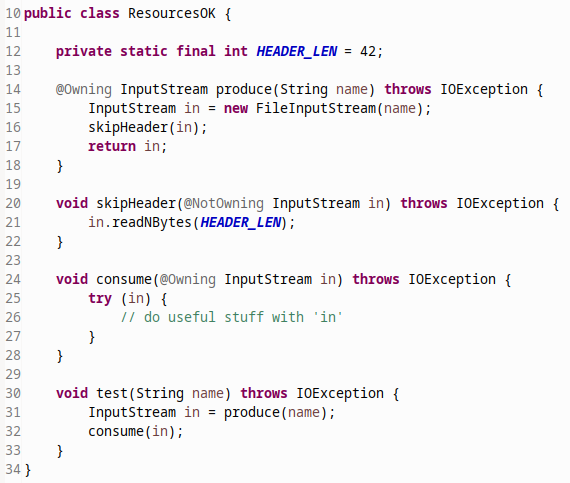 10 public class ResourcesOK {
11
12     private static final int HEADER_LEN = 42;
13
14     @Owning InputStream produce(String name) throws IOException {
15         InputStream in = new FileInputStream(name);
16         skipHeader(in);
17         return in;
18     }
19
20     void skipHeader(@NotOwning InputStream in) throws IOException {
21         in.readNBytes(HEADER_LEN);
22     }
23
24     void consume(@Owning InputStream in) throws IOException {
25         try (in) {
26             // do useful stuff with 'in'
27         }
28     }
29
30     void test(String name) throws IOException {
31         InputStream in = produce(name);
32         consume(in);
33     }
34 }